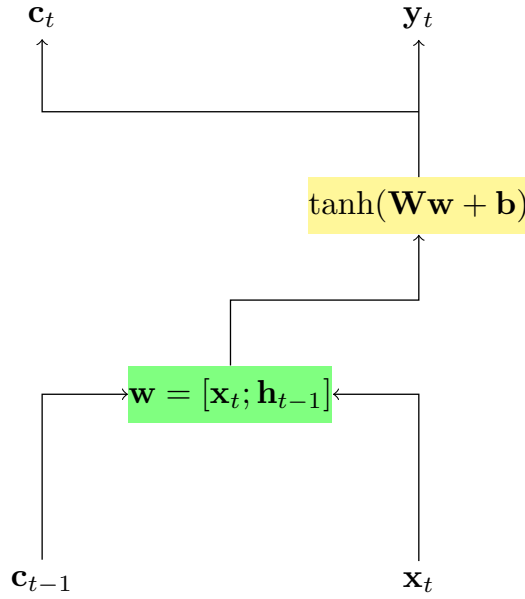 c_t y_t
tanh(Ww + b)
w = [x_t; h_{t−1}]
c_{t−1} x_t